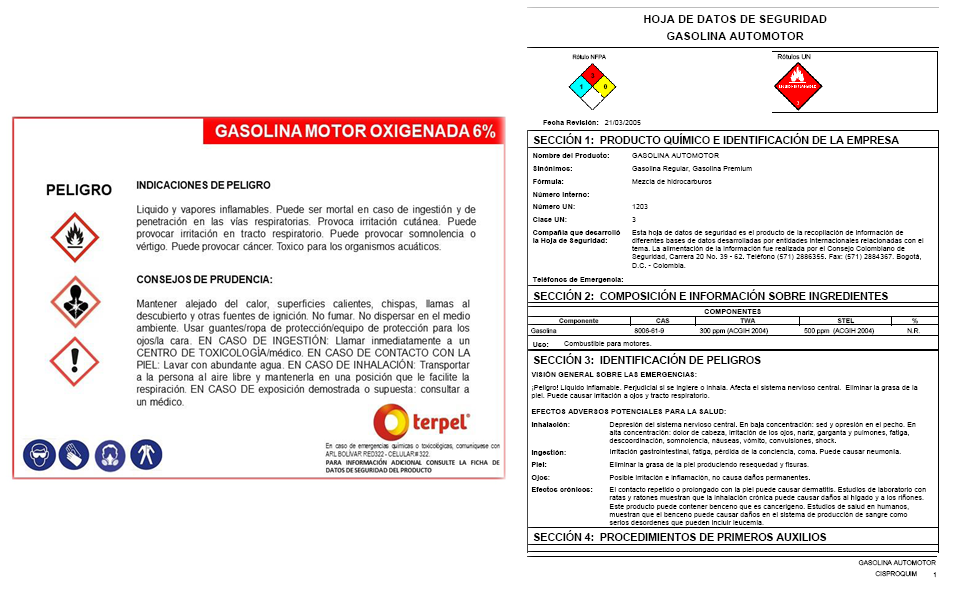 GASOLINA MOTOR OXIGENADA 6%
PELIGRO
INDICACIONES DE PELIGRO
Liquido y vapores inflamables. Puede ser mortal en caso de ingestión y de
penetración en las vías respiratorias. Provoca irritación cutánea. Puede
provocar irritación en tracto respiratorio. Puede provocar somnolencia o
vértigo. Puede provocar cáncer. Toxico para los organismos acuáticos.
CONSEJOS DE PRUDENCIA:
Mantener alejado del calor, superficies calientes, chispas, llamas al
descubierto y otras fuentes de ignición. No fumar. No dispersar en el medio
ambiente. Usar guantes/ropa de protección/equipo de protección para los
ojos/la cara. EN CASO DE INGESTIÓN: Llamar inmediatamente a un
CENTRO DE TOXICOLOGÌA/médico. EN CASO DE CONTACTO CON LA
PIEL: Lavar con abundante agua. EN CASO DE INHALACIÓN: Transportar
a la persona al aire libre y mantenerla en una posición que le facilite la
respiración. EN CASO DE exposición demostrada o supuesta: consultar a
un médico.
terpel®
En caso de emergencias químicas o toxicológicas, comuníquese con
ARL BOLIVAR RED322 - CELULAR # 322.
PARA INFORMACIÓN ADICIONAL CONSULTE LA FICHA DE
DATOS DE SEGURIDAD DEL PRODUCTO
HOJA DE DATOS DE SEGURIDAD
GASOLINA AUTOMOTOR
Rótulo NFPA
Rótulos UN
3
1
0
3
Fecha Revisión: 21/03/2005
SECCIÓN 1: PRODUCTO QUÍMICO E IDENTIFICACIÓN DE LA EMPRESA
Nombre del Producto: GASOLINA AUTOMOTOR
Sinónimos: Gasolina Regular, Gasolina Premium
Fórmula: Mezcla de hidrocarburos
Número Interno:
Número UN: 1203
Clase UN: 3
Compañía que desarrolló
la Hoja de Seguridad:
Esta hoja de datos de seguridad es el producto de la recopilación de información de
diferentes bases de datos desarrolladas por entidades internacionales relacionadas con el
tema. La alimentación de la información fue realizada por el Consejo Colombiano de
Seguridad, Carrera 20 No. 39 - 62. Teléfono (571) 2886355. Fax: (571) 2884367. Bogotá,
D.C. - Colombia.
Teléfonos de Emergencia:
SECCIÓN 2: COMPOSICIÓN E INFORMACIÓN SOBRE INGREDIENTES
COMPONENTES
Componente CAS TWA STEL %
Gasolina 8006-61-9 300 ppm (ACGIH 2004) 500 ppm (ACGIH 2004) N.R.
Uso: Combustible para motores.
SECCIÓN 3: IDENTIFICACIÓN DE PELIGROS
VISIÓN GENERAL SOBRE LAS EMERGENCIAS:
¡Peligro! Líquido inflamable. Perjudicial si se ingiere o inhala. Afecta el sistema nervioso central. Eliminar la grasa de la
piel. Puede causar irritación a ojos y tracto respiratorio.
EFECTOS ADVERSOS POTENCIALES PARA LA SALUD:
Inhalación: Depresión del sistema nervioso central. En baja concentración: sed y opresión en el pecho. En
alta concentración: dolor de cabeza, irritación de los ojos, nariz, garganta y pulmones, fatiga,
descoordinación, somnolencia, náuseas, vómito, convulsiones, shock.
Ingestión: Irritación gastrointestinal, fatiga, pérdida de la conciencia, coma. Puede causar neumonía.
Piel: Eliminar la grasa de la piel produciendo resequedad y fisuras.
Ojos: Posible irritación e inflamación, no causa daños permanentes.
Efectos crónicos: El contacto repetido o prolongado con la piel puede causar dermatitis. Estudios de laboratorio con
ratas y ratones muestran que la inhalación crónica puede causar daños al hígado y a los riñones.
Este producto puede contener benceno que es cancerígeno. Estudios de salud en humanos,
muestran que el benceno puede causar daños en el sistema de producción de sangre como
serios desordenes que pueden incluir leucemia.
SECCIÓN 4: PROCEDIMIENTOS DE PRIMEROS AUXILIOS
GASOLINA AUTOMOTOR
CISPROQUIM 1